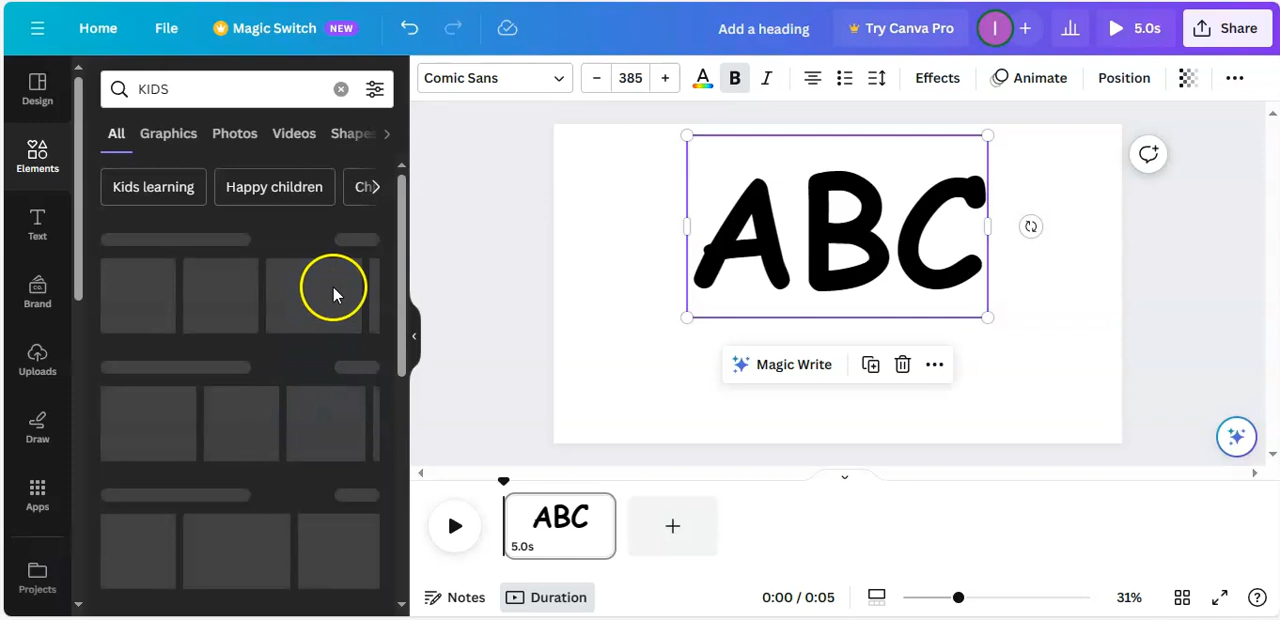 Home File Magic Switch NEW Add a heading Try Canva Pro I + 5.0s Share
Design
Elements
Text
Brand
Uploads
Draw
Apps
Projects
KIDS
All Graphics Photos Videos Shapes
Kids learning Happy children Ch
Comic Sans - 385 + A B I Effects Animate Position
ABC
Magic Write
ABC
5.0s
Notes Duration 0:00 / 0:05 31%